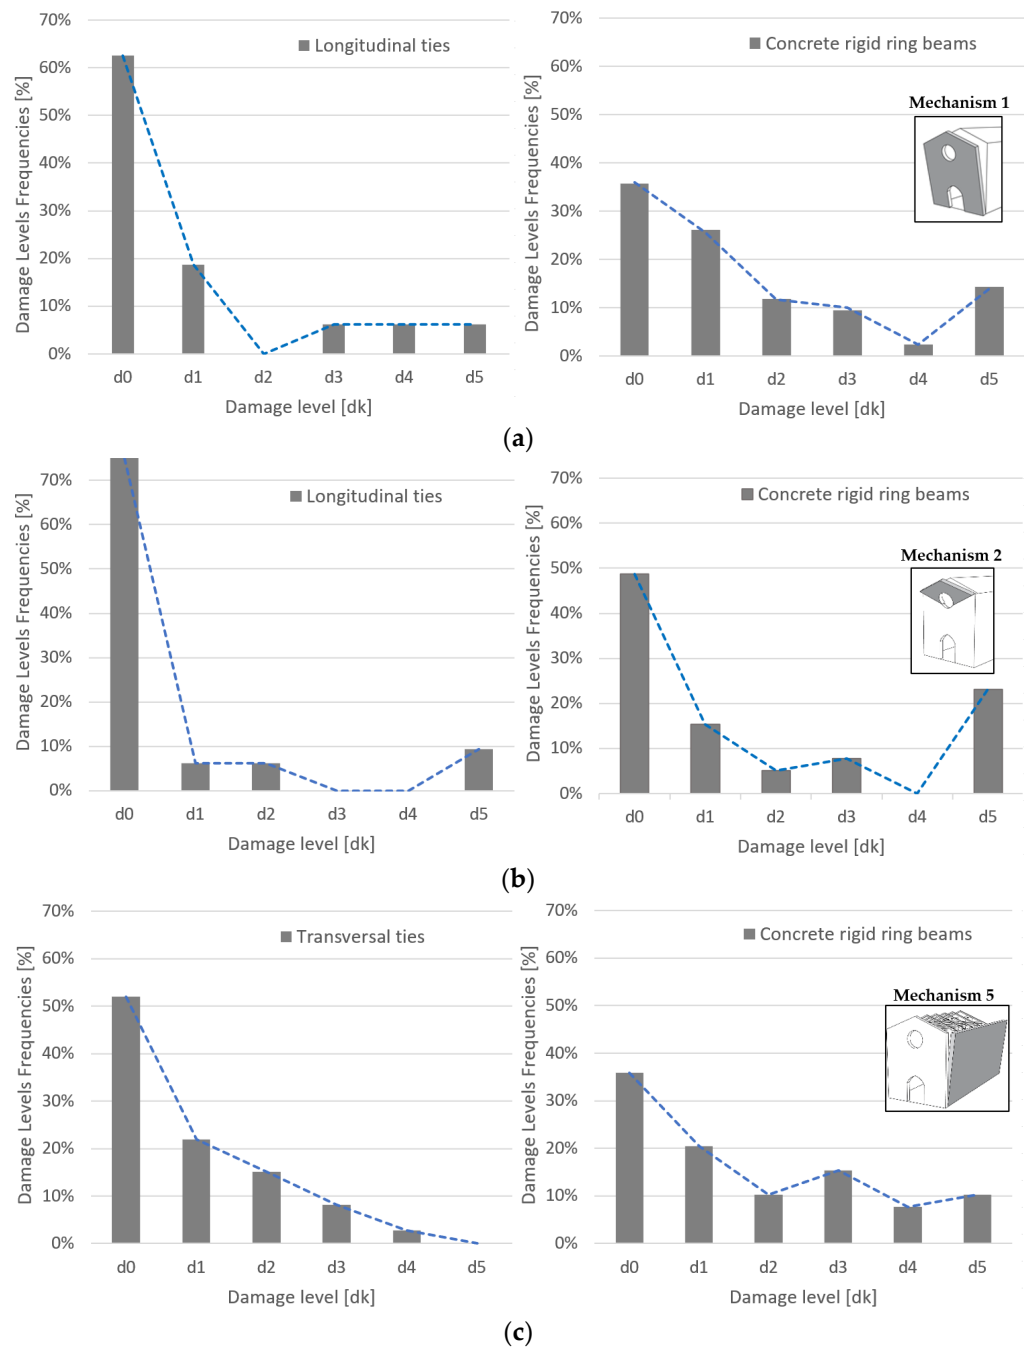 Damage Levels Frequencies [%]
70%
60%
50%
40%
30%
20%
10%
0%
Longitudinal ties
d0 d1 d2 d3 d4 d5
Damage level [dk]
Damage Levels Frequencies [%]
70%
60%
50%
40%
30%
20%
10%
0%
Concrete rigid ring beams
Mechanism 1
d0 d1 d2 d3 d4 d5
Damage level [dk]
(a)
Damage Levels Frequencies [%]
70%
60%
50%
40%
30%
20%
10%
0%
Longitudinal ties
d0 d1 d2 d3 d4 d5
Damage level [dk]
Damage Levels Frequencies [%]
70%
60%
50%
40%
30%
20%
10%
0%
Concrete rigid ring beams
Mechanism 2
d0 d1 d2 d3 d4 d5
Damage level [dk]
(b)
Damage Levels Frequencies [%]
70%
60%
50%
40%
30%
20%
10%
0%
Transversal ties
d0 d1 d2 d3 d4 d5
Damage level [dk]
Damage Levels Frequencies [%]
70%
60%
50%
40%
30%
20%
10%
0%
Concrete rigid ring beams
Mechanism 5
d0 d1 d2 d3 d4 d5
Damage level [dk]
(c)